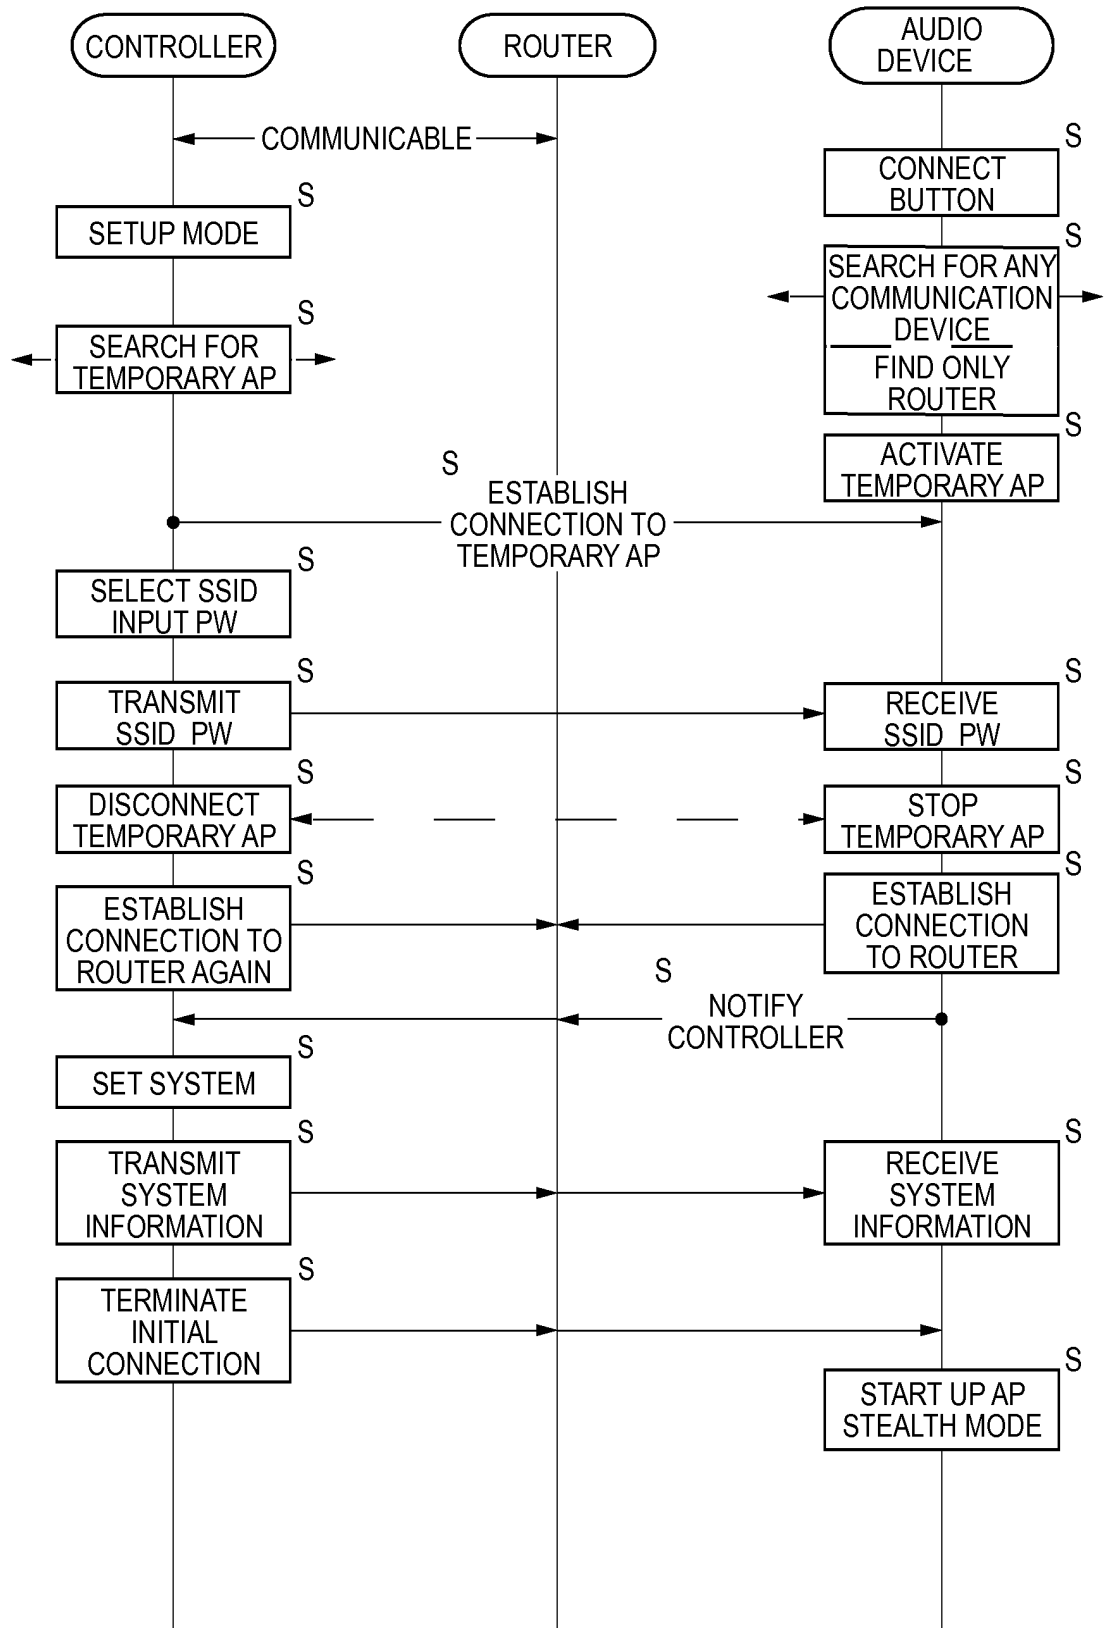 CONTROLLER
ROUTER
AUDIO
DEVICE
COMMUNICABLE
S
CONNECT
BUTTON
S
SETUP MODE
S
SEARCH FOR ANY
COMMUNICATION
DEVICE
FIND ONLY
ROUTER
S
SEARCH FOR
TEMPORARY AP
S
ACTIVATE
TEMPORARY AP
S
ESTABLISH
CONNECTION TO
TEMPORARY AP
S
SELECT SSID
INPUT PW
S
TRANSMIT
SSID PW
S
RECEIVE
SSID PW
S
DISCONNECT
TEMPORARY AP
S
STOP
TEMPORARY AP
S
ESTABLISH
CONNECTION TO
ROUTER AGAIN
S
ESTABLISH
CONNECTION
TO ROUTER
S
NOTIFY
CONTROLLER
S
SET SYSTEM
S
TRANSMIT
SYSTEM
INFORMATION
S
RECEIVE
SYSTEM
INFORMATION
S
TERMINATE
INITIAL
CONNECTION
S
START UP AP
STEALTH MODE